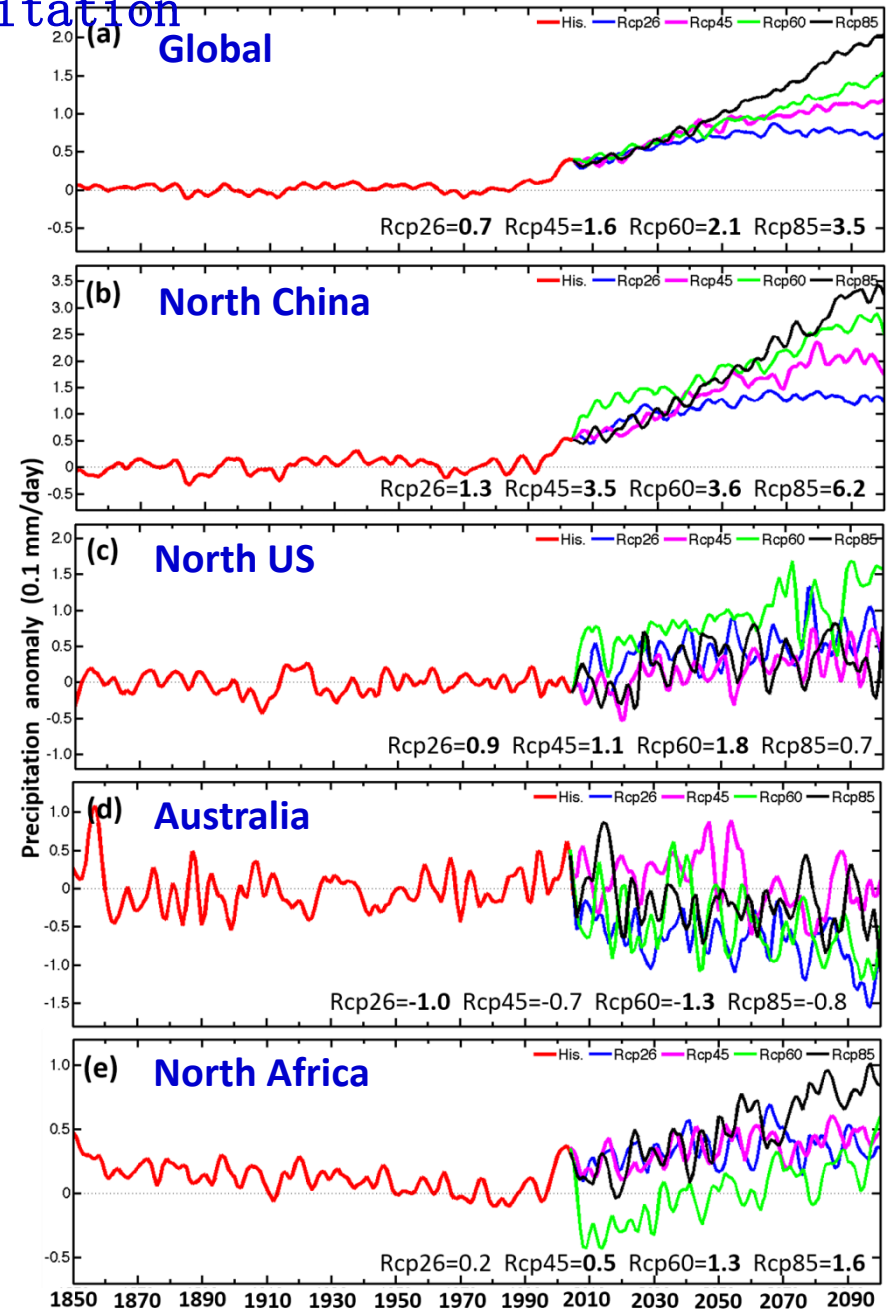 itation
(a)
His. Rcp26 Rcp45 Rcp60 Rcp85
Global
2.0
1.5
1.0
0.5
0
-0.5
Rcp26=0.7 Rcp45=1.6 Rcp60=2.1 Rcp85=3.5
(b)
His. Rcp26 Rcp45 Rcp60 Rcp85
North China
3.5
3.0
2.5
2.0
1.5
1.0
0.5
0
-0.5
Rcp26=1.3 Rcp45=3.5 Rcp60=3.6 Rcp85=6.2
Precipitation anomaly (0.1 mm/day)
(c)
His. Rcp26 Rcp45 Rcp60 Rcp85
North US
2.0
1.5
1.0
0.5
0
-0.5
-1.0
Rcp26=0.9 Rcp45=1.1 Rcp60=1.8 Rcp85=0.7
(d)
His. Rcp26 Rcp45 Rcp60 Rcp85
Australia
1.0
0.5
0
-0.5
-1.0
-1.5
Rcp26=-1.0 Rcp45=-0.7 Rcp60=-1.3 Rcp85=-0.8
(e)
His. Rcp26 Rcp45 Rcp60 Rcp85
North Africa
1.0
0.5
0
-0.5
Rcp26=0.2 Rcp45=0.5 Rcp60=1.3 Rcp85=1.6
1850 1870 1890 1910 1930 1950 1970 1990 2010 2030 2050 2070 2090